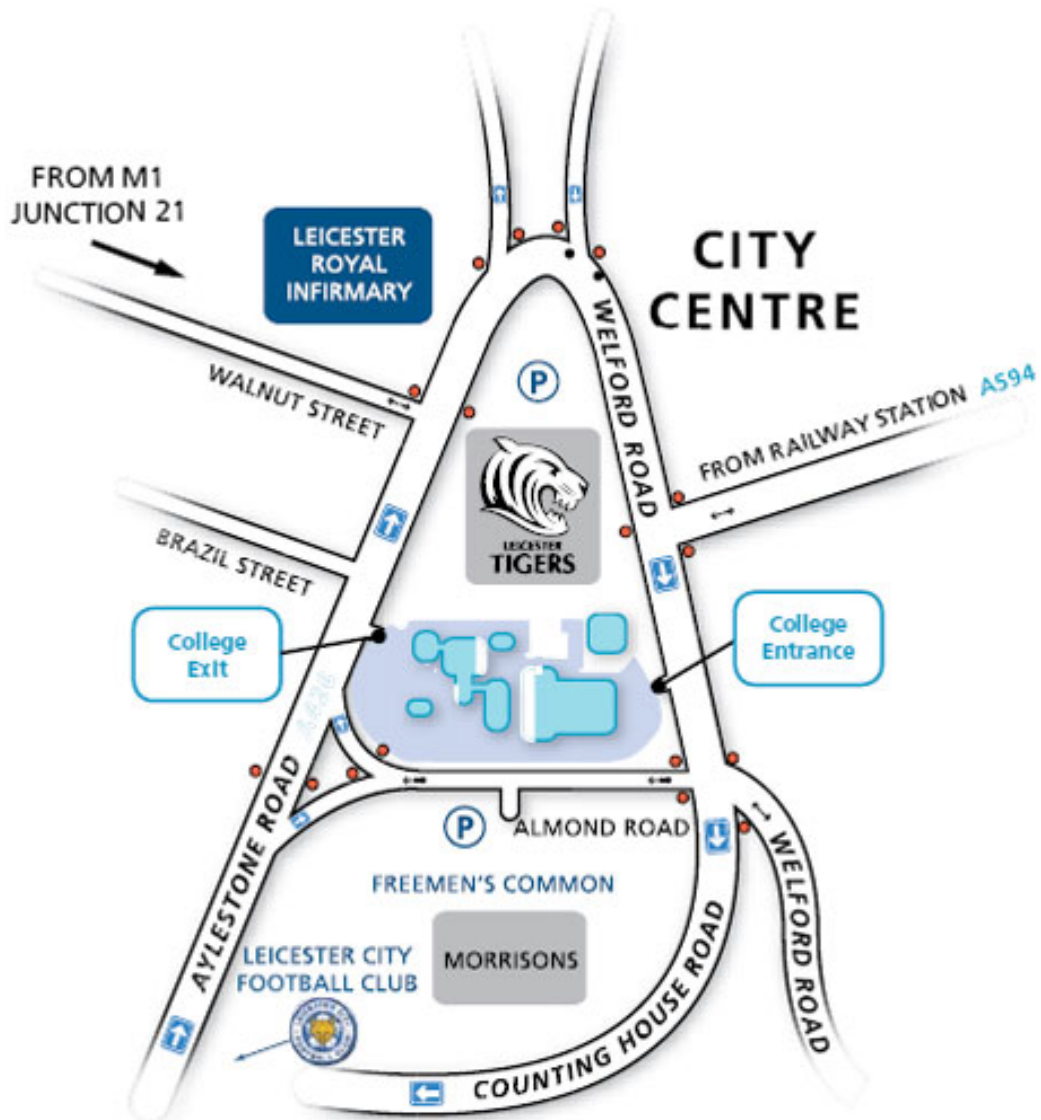 FROM M1
JUNCTION 21
LEICESTER
ROYAL
INFIRMARY
CITY
CENTRE
WALNUT STREET
WELFORD ROAD
P
FROM RAILWAY STATION A594
LEICESTER
TIGERS
BRAZIL STREET
College
Exit
College
Entrance
AYLESTONE ROAD
P
ALMOND ROAD
FREEMEN'S COMMON
MORRISONS
LEICESTER CITY
FOOTBALL CLUB
COUNTING HOUSE ROAD
WELFORD ROAD